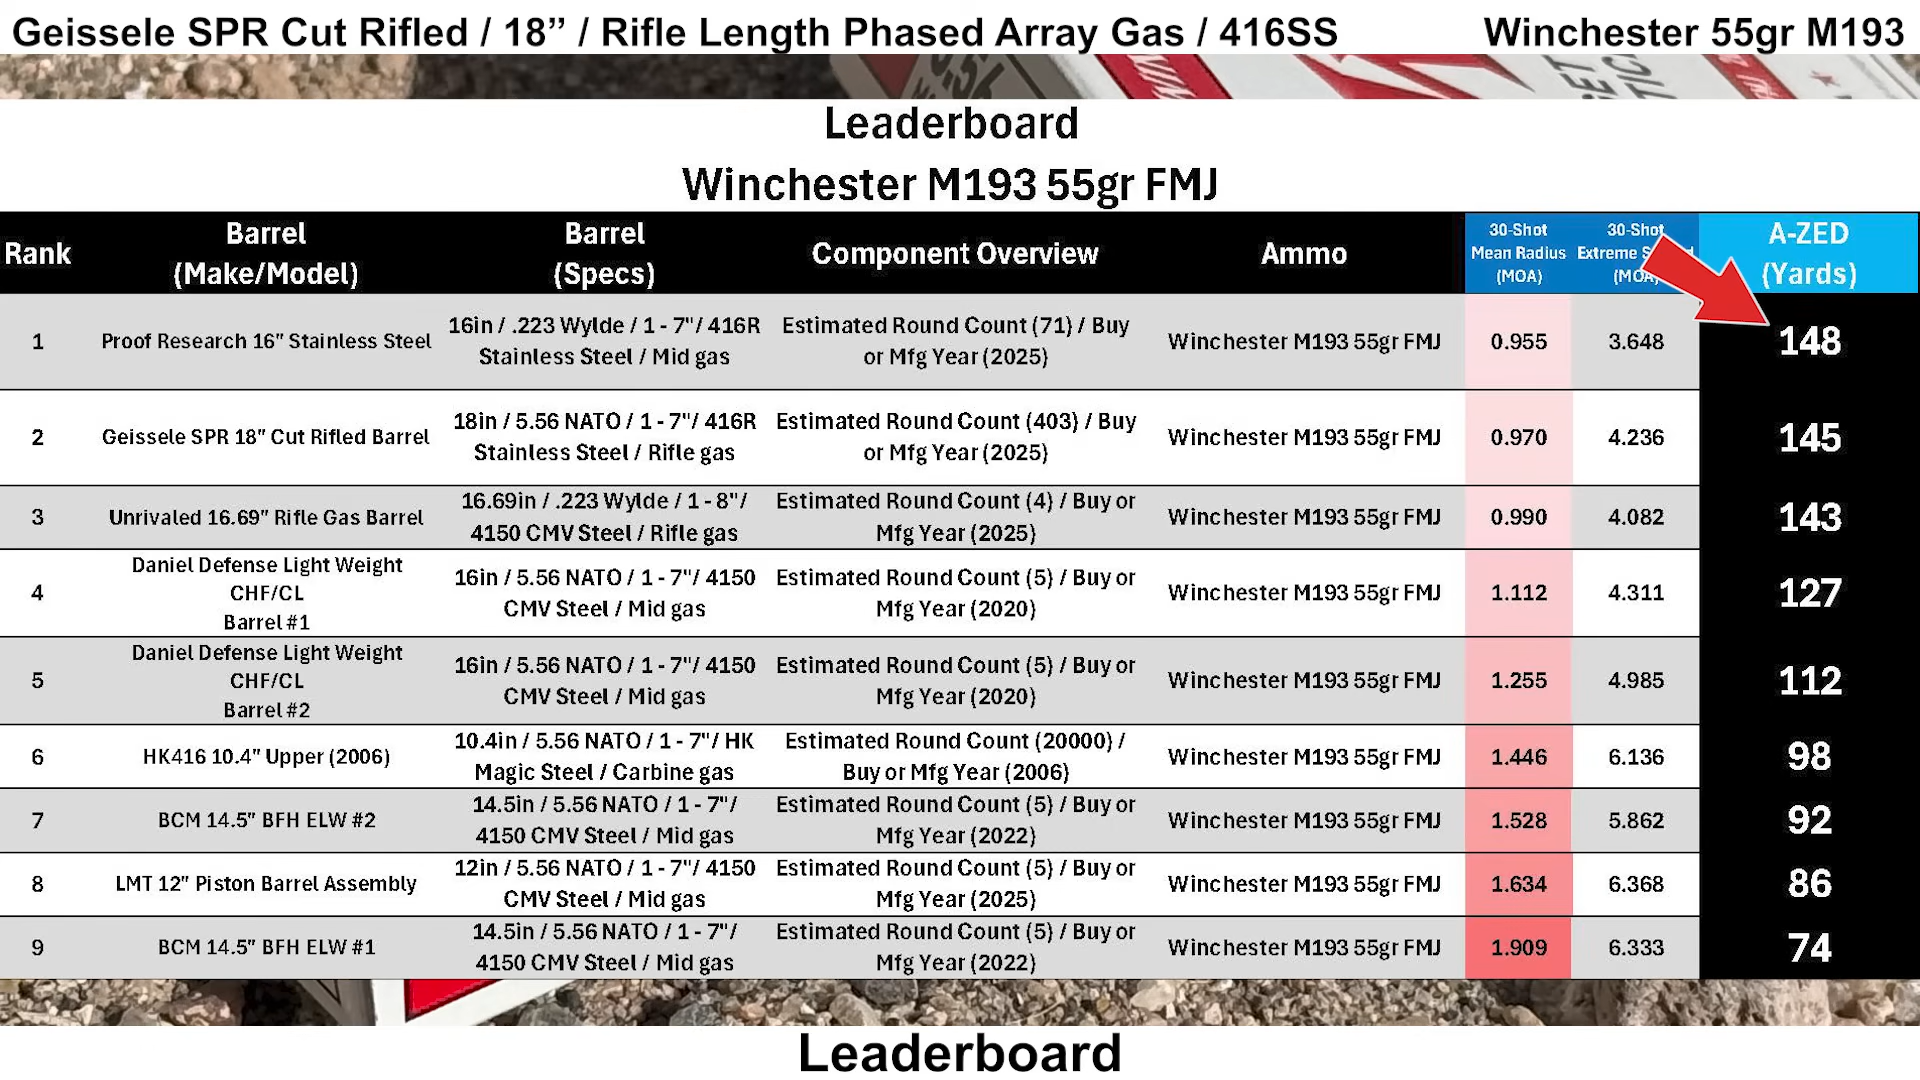 Geissele SPR Cut Rifled / 18” / Rifle Length Phased Array Gas / 416SS
Winchester 55gr M193
Leaderboard
Winchester M193 55gr FMJ
Rank
Barrel
(Make/Model)
Barrel
(Specs)
Component Overview
Ammo
30-Shot
Mean Radius
(MOA)
30-Shot
Extreme
(MOA)
A-ZED
(Yards)
1
Proof Research 16" Stainless Steel
16in / .223 Wylde / 1 - 7"/ 416R
Stainless Steel / Mid gas
Estimated Round Count (71) / Buy
or Mfg Year (2025)
Winchester M193 55gr FMJ
0.955
3.648
148
2
Geissele SPR 18" Cut Rifled Barrel
18in / 5.56 NATO / 1 - 7"/ 416R
Stainless Steel / Rifle gas
Estimated Round Count (403) / Buy
or Mfg Year (2025)
Winchester M193 55gr FMJ
0.970
4.236
145
3
Unrivaled 16.69" Rifle Gas Barrel
16.69in / .223 Wylde / 1 - 8"/
4150 CMV Steel / Rifle gas
Estimated Round Count (4) / Buy or
Mfg Year (2025)
Winchester M193 55gr FMJ
0.990
4.082
143
4
Daniel Defense Light Weight
CHF/CL
Barrel #1
16in / 5.56 NATO / 1 - 7"/ 4150
CMV Steel / Mid gas
Estimated Round Count (5) / Buy or
Mfg Year (2020)
Winchester M193 55gr FMJ
1.112
4.311
127
5
Daniel Defense Light Weight
CHF/CL
Barrel #2
16in / 5.56 NATO / 1 - 7"/ 4150
CMV Steel / Mid gas
Estimated Round Count (5) / Buy or
Mfg Year (2020)
Winchester M193 55gr FMJ
1.255
4.985
112
6
HK416 10.4" Upper (2006)
10.4in / 5.56 NATO / 1 - 7"/ HK
Magic Steel / Carbine gas
Estimated Round Count (20000) /
Buy or Mfg Year (2006)
Winchester M193 55gr FMJ
1.446
6.136
98
7
BCM 14.5" BFH ELW #2
14.5in / 5.56 NATO / 1 - 7"/
4150 CMV Steel / Mid gas
Estimated Round Count (5) / Buy or
Mfg Year (2022)
Winchester M193 55gr FMJ
1.528
5.862
92
8
LMT 12" Piston Barrel Assembly
12in / 5.56 NATO / 1 - 7"/ 4150
CMV Steel / Mid gas
Estimated Round Count (5) / Buy or
Mfg Year (2025)
Winchester M193 55gr FMJ
1.634
6.368
86
9
BCM 14.5" BFH ELW #1
14.5in / 5.56 NATO / 1 - 7"/
4150 CMV Steel / Mid gas
Estimated Round Count (5) / Buy or
Mfg Year (2022)
Winchester M193 55gr FMJ
1.909
6.333
74
Leaderboard